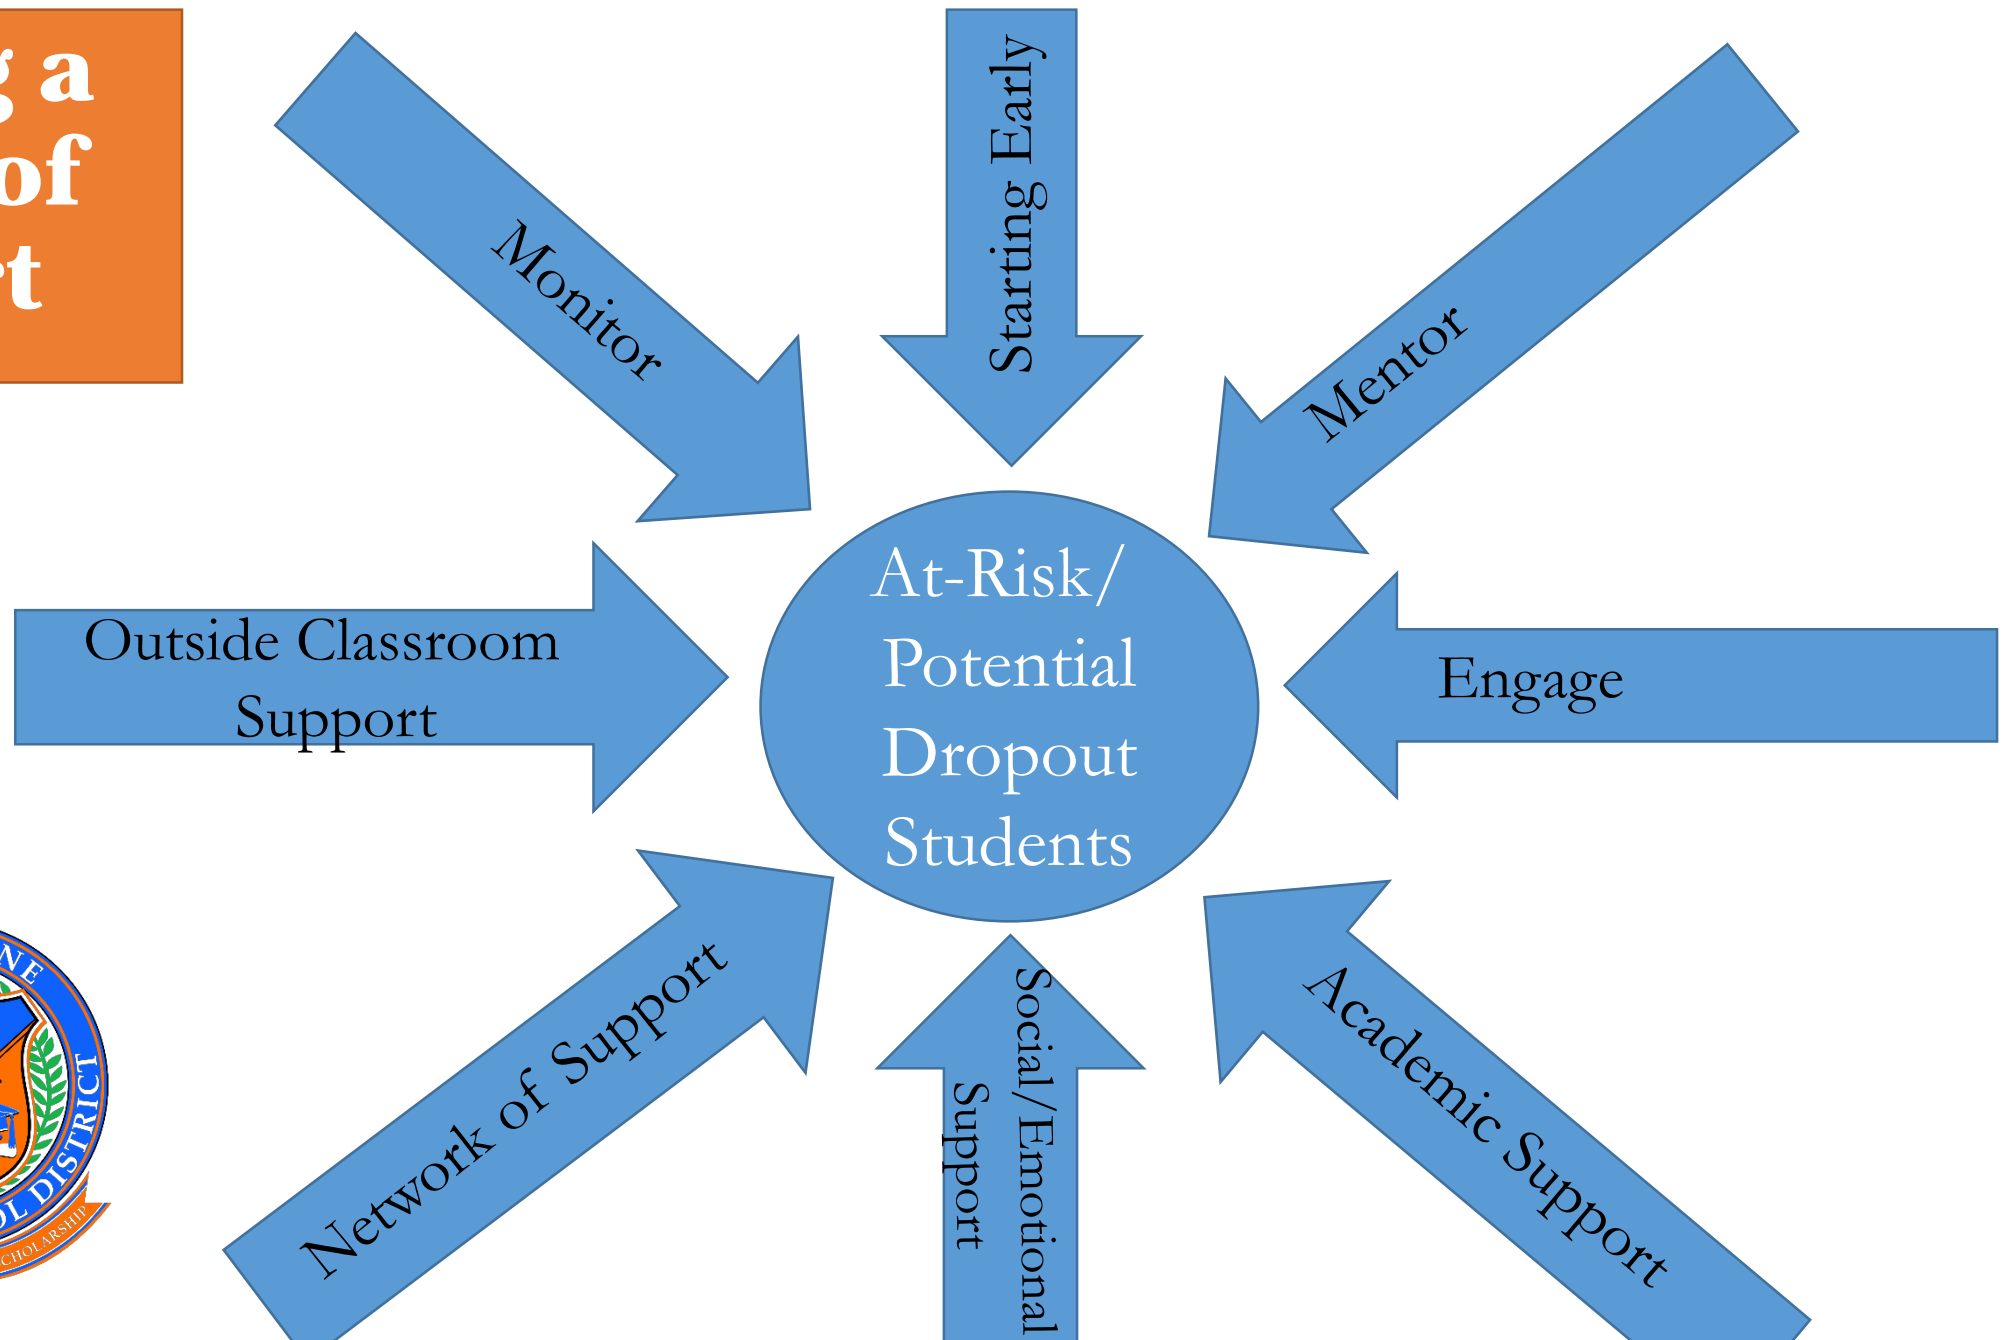 a
of
Monitor
Starting Early
Mentor
Outside Classroom
Support
At-Risk/
Potential
Dropout
Students
Engage
Network of Support
Social/Emotional
Support
Academic Support
DISTRICT